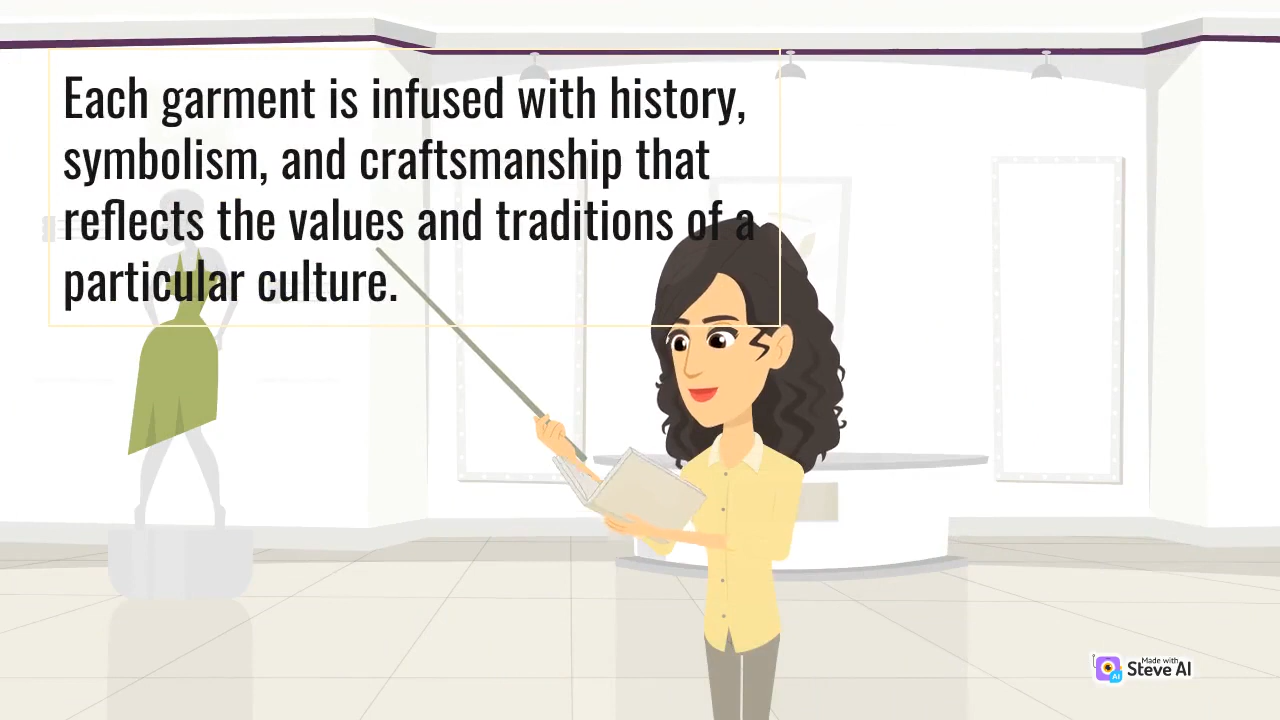 Each garment is infused with history,
symbolism, and craftsmanship that
reflects the values and traditions of a
particular culture.
Made with
Steve AI
AI